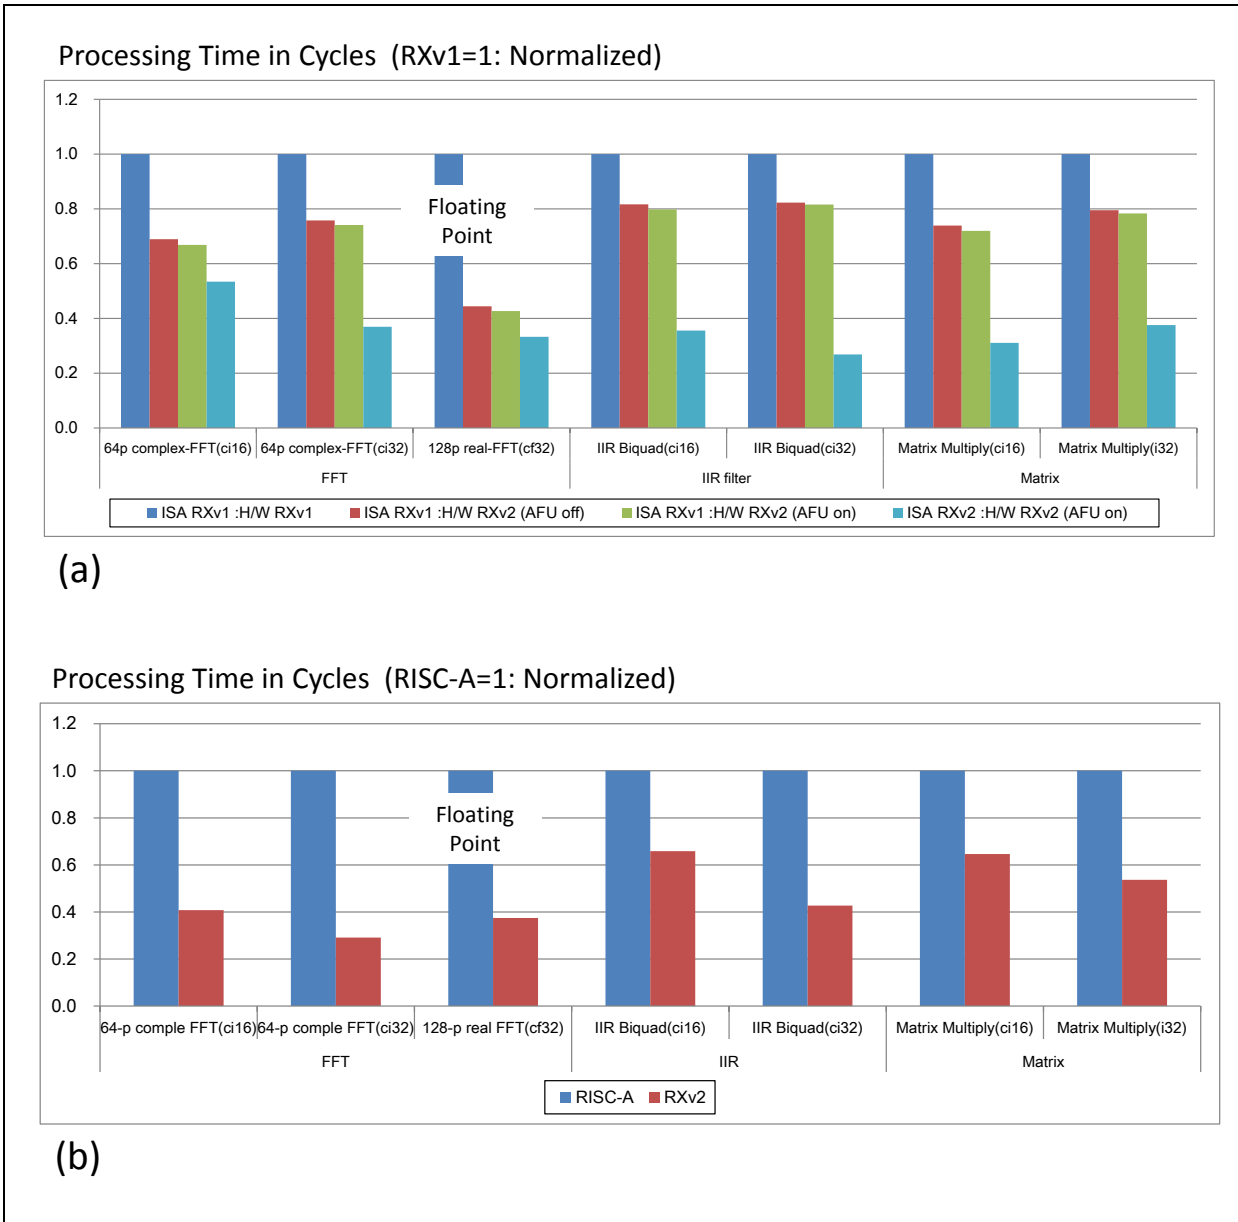 Processing Time in Cycles (RXv1=1: Normalized)
1.2
1.0
0.8
0.6
0.4
0.2
0.0
Floating
Point
64p complex-FFT(ci16) 64p complex-FFT(ci32) 128p real-FFT(cf32) IIR Biquad(ci16) IIR Biquad(ci32) Matrix Multiply(ci16) Matrix Multiply(i32)
FFT IIR filter Matrix
ISA RXv1 :H/W RXv1 ISA RXv1 :H/W RXv2 (AFU off) ISA RXv1 :H/W RXv2 (AFU on) ISA RXv2 :H/W RXv2 (AFU on)
(a)
Processing Time in Cycles (RISC-A=1: Normalized)
1.2
1.0
0.8
0.6
0.4
0.2
0.0
Floating
Point
64-p comple FFT(ci16) 64-p comple FFT(ci32) 128-p real FFT(cf32) IIR Biquad(ci16) IIR Biquad(ci32) Matrix Multiply(ci16) Matrix Multiply(i32)
FFT IIR Matrix
RISC-A RXv2
(b)